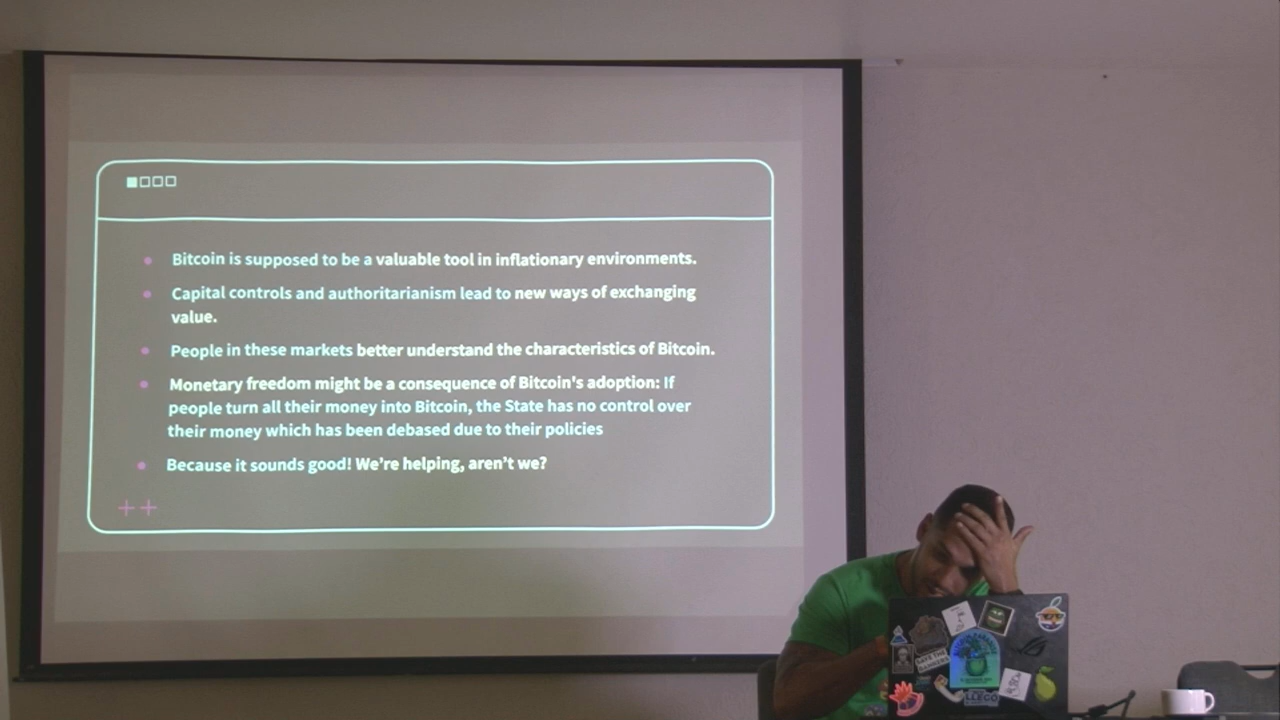 Bitcoin is supposed to be a valuable tool in inflationary environments.
Capital controls and authoritarianism lead to new ways of exchanging
value.
People in these markets better understand the characteristics of Bitcoin.
Monetary freedom might be a consequence of Bitcoin's adoption: If
people turn all their money into Bitcoin, the State has no control over
their money which has been debased due to their policies
Because it sounds good! We're helping, aren't we?